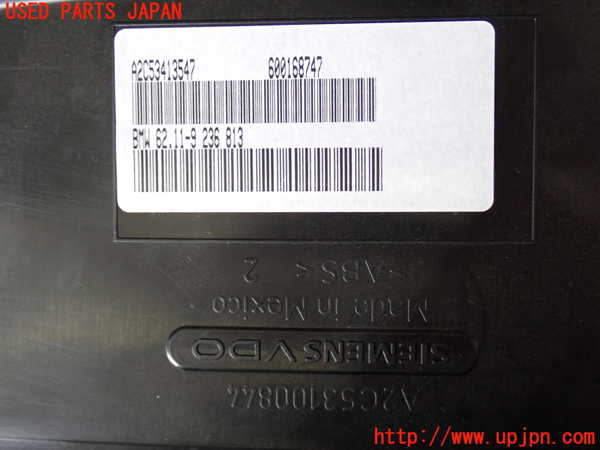 USED PARTS JAPAN
A2C53413547 600168747
BMW 62.11-9 236 813
>ABS< 2
Made in Mexico
SIEMENS VDO
A2C53100844
http://www.upjpn.com/